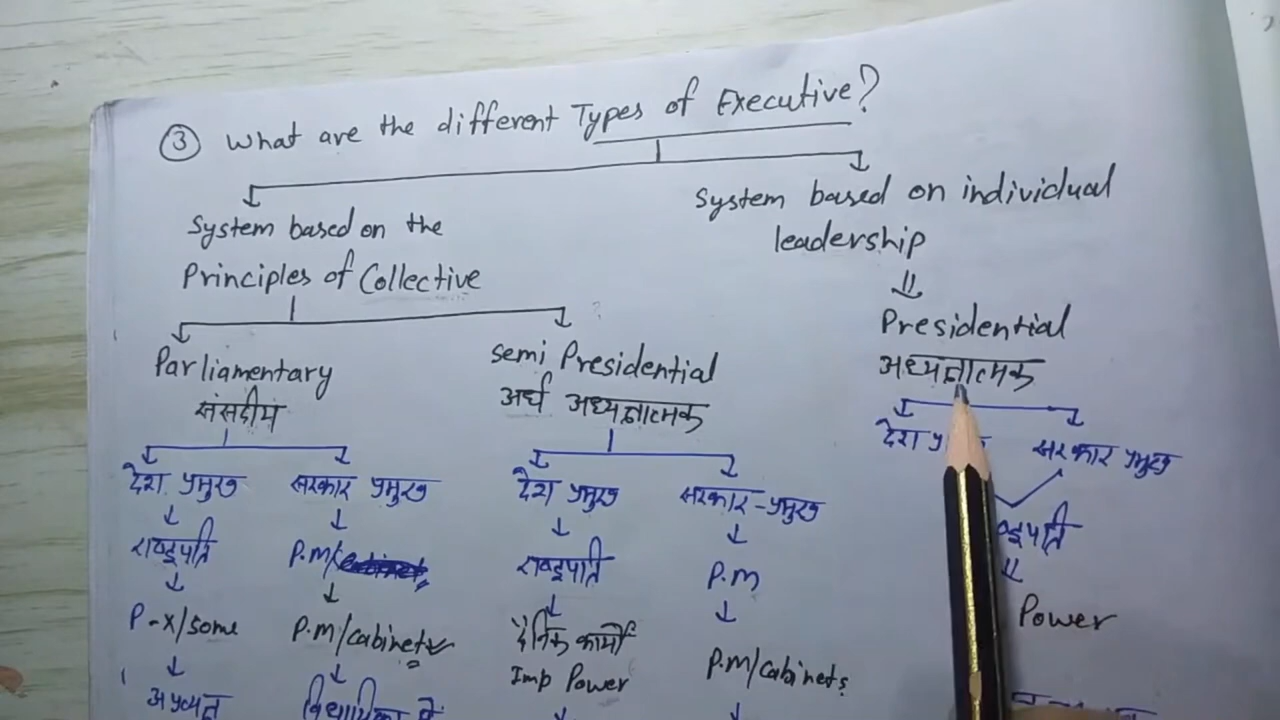 ③ What are the different Types of Executive?
System based on the
Principles of Collective
System based on individual
leadership
Parliamentary
संसदीय
Semi Presidential
अर्ध अध्यक्षात्मक
Presidential
अध्यक्षात्मक
देश प्रमुख
सरकार प्रमुख
देश प्रमुख
सरकार-प्रमुख
देश
सरकार प्रमुख
राष्ट्रपति
P.M/
राष्ट्रपति
P.M
P-x/some
P.M/cabinet
दैनिक कार्यो
Imp Power
P.M/cabinets
Power